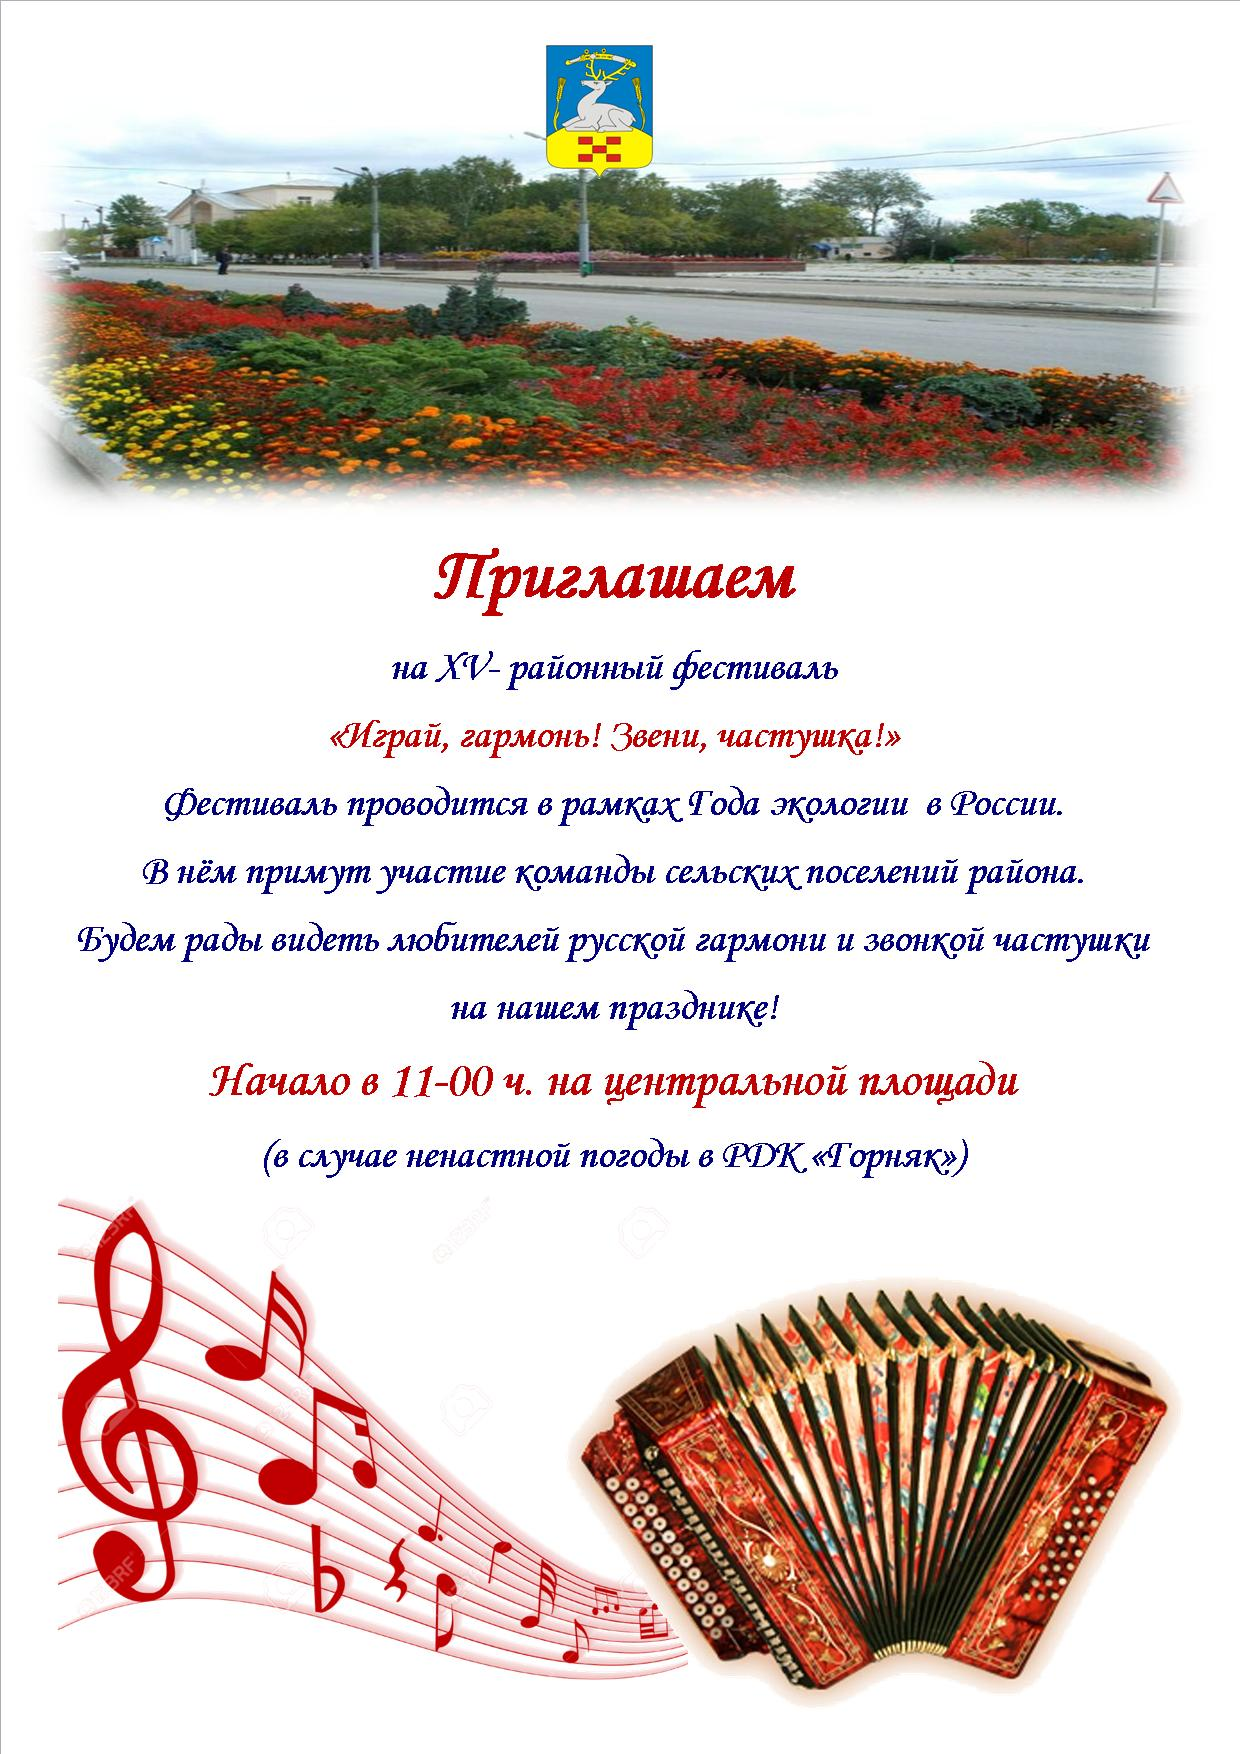 Приглашаем
на XV- районный фестиваль
«Играй, гармонь! Звени, частушка!»
Фестиваль проводится в рамках Года экологии в России.
В нём примут участие команды сельских поселений района.
Будем рады видеть любителей русской гармони и звонкой частушки
на нашем празднике!
Начало в 11-00 ч. на центральной площади
(в случае ненастной погоды в РДК «Горняк»)